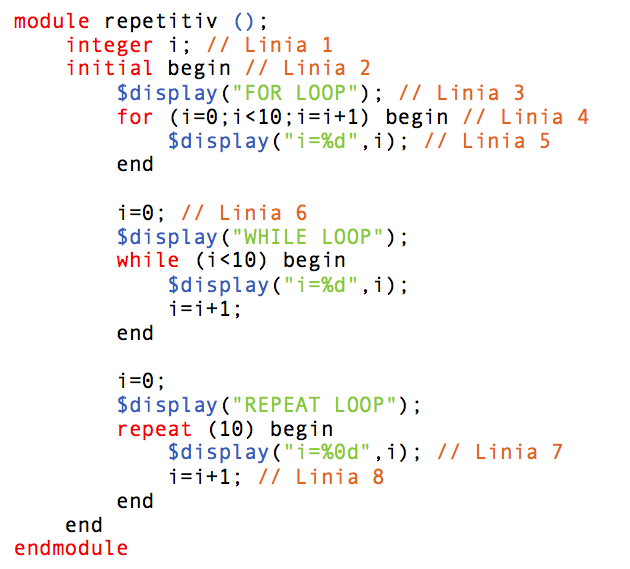 module repetitiv ();
    integer i; // Linia 1
    initial begin // Linia 2
        $display("FOR LOOP"); // Linia 3
        for (i=0;i<10;i=i+1) begin // Linia 4
            $display("i=%d",i); // Linia 5
        end

        i=0; // Linia 6
        $display("WHILE LOOP");
        while (i<10) begin
            $display("i=%d",i);
            i=i+1;
        end

        i=0;
        $display("REPEAT LOOP");
        repeat (10) begin
            $display("i=%0d",i); // Linia 7
            i=i+1; // Linia 8
        end
    end
endmodule